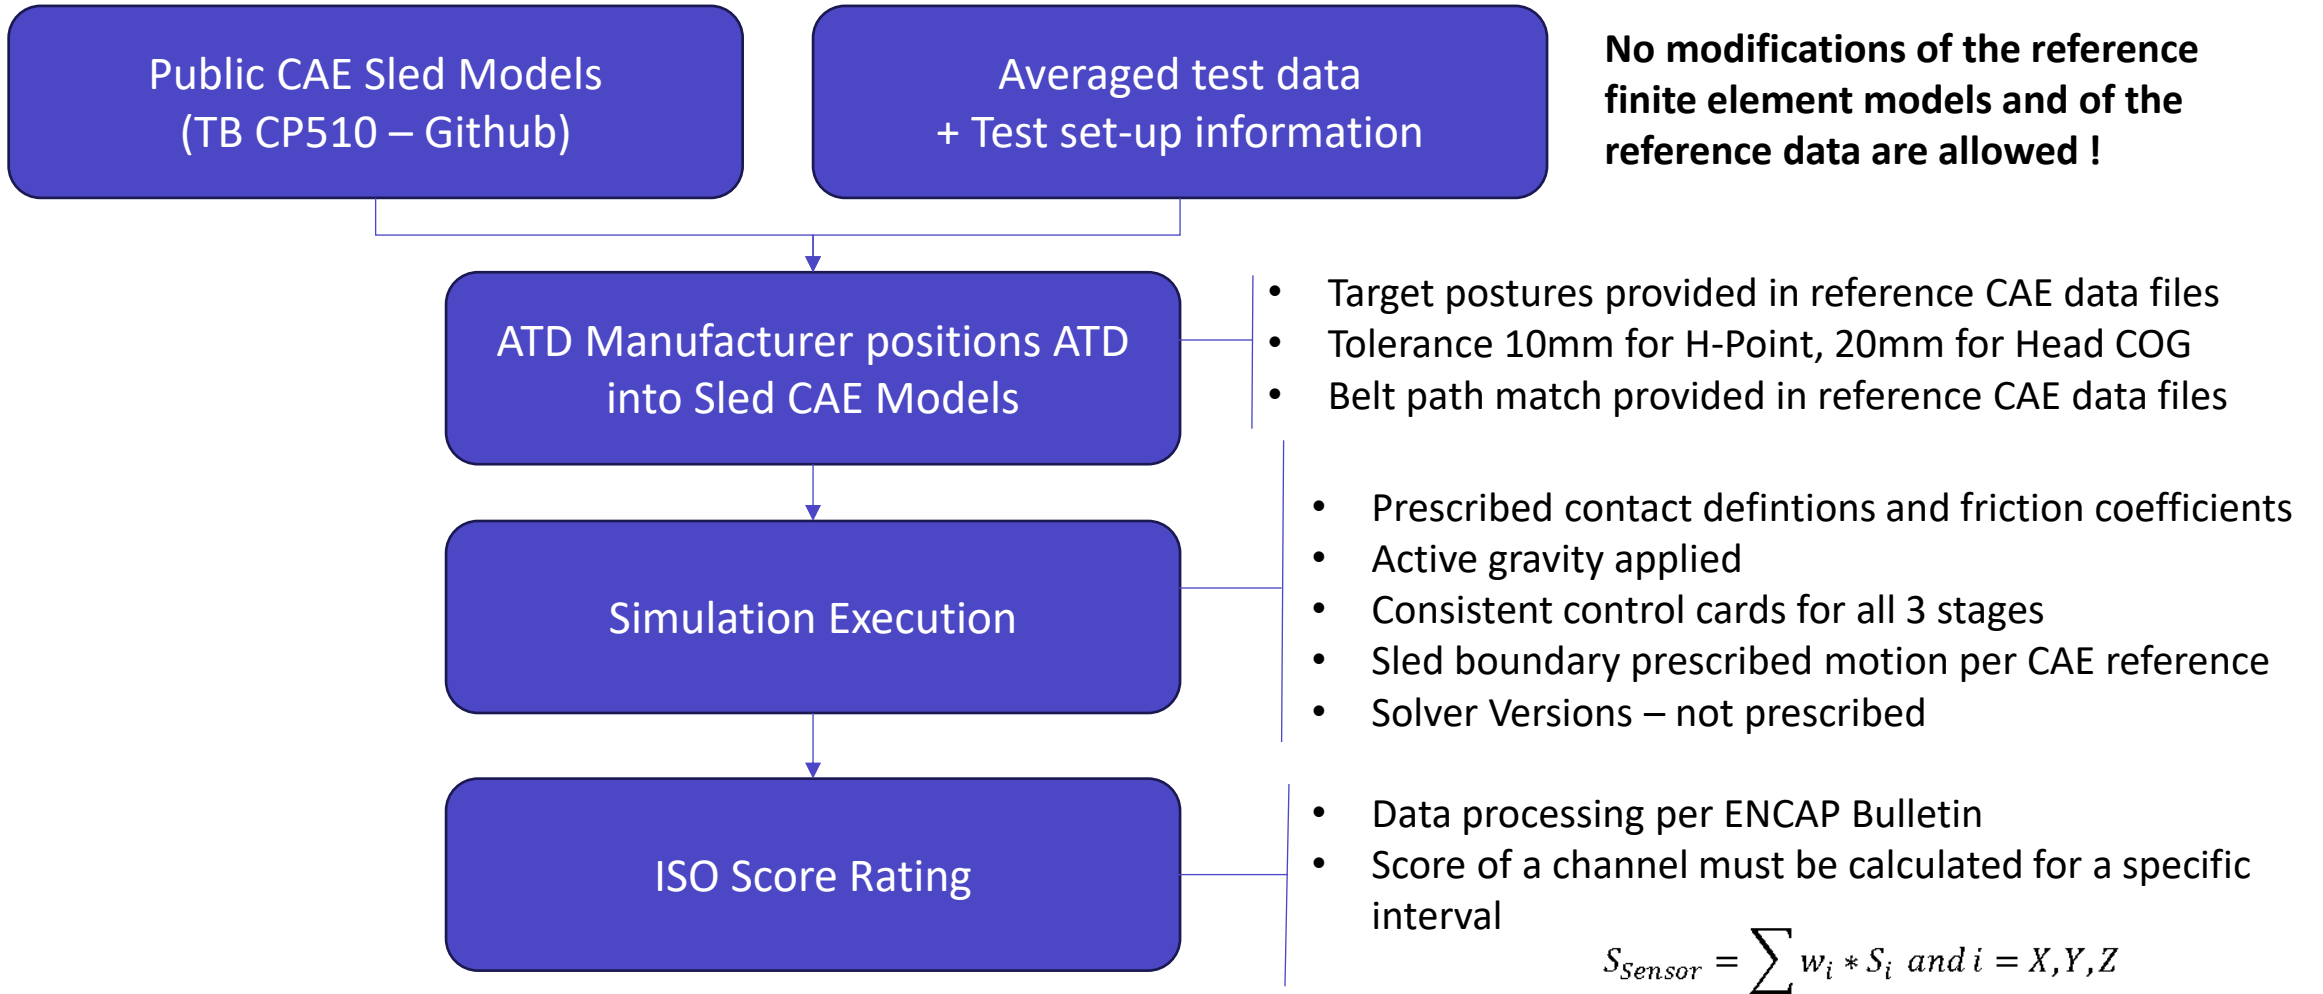 Public CAE Sled Models
(TB CP510 – Github)
Averaged test data
+ Test set-up information
No modifications of the reference
finite element models and of the
reference data are allowed !
ATD Manufacturer positions ATD
into Sled CAE Models
• Target postures provided in reference CAE data files
• Tolerance 10mm for H-Point, 20mm for Head COG
• Belt path match provided in reference CAE data files
Simulation Execution
• Prescribed contact defintions and friction coefficients
• Active gravity applied
• Consistent control cards for all 3 stages
• Sled boundary prescribed motion per CAE reference
• Solver Versions – not prescribed
ISO Score Rating
• Data processing per ENCAP Bulletin
• Score of a channel must be calculated for a specific
interval
S_{Sensor} = ∑ w_i * S_i and i = X, Y, Z